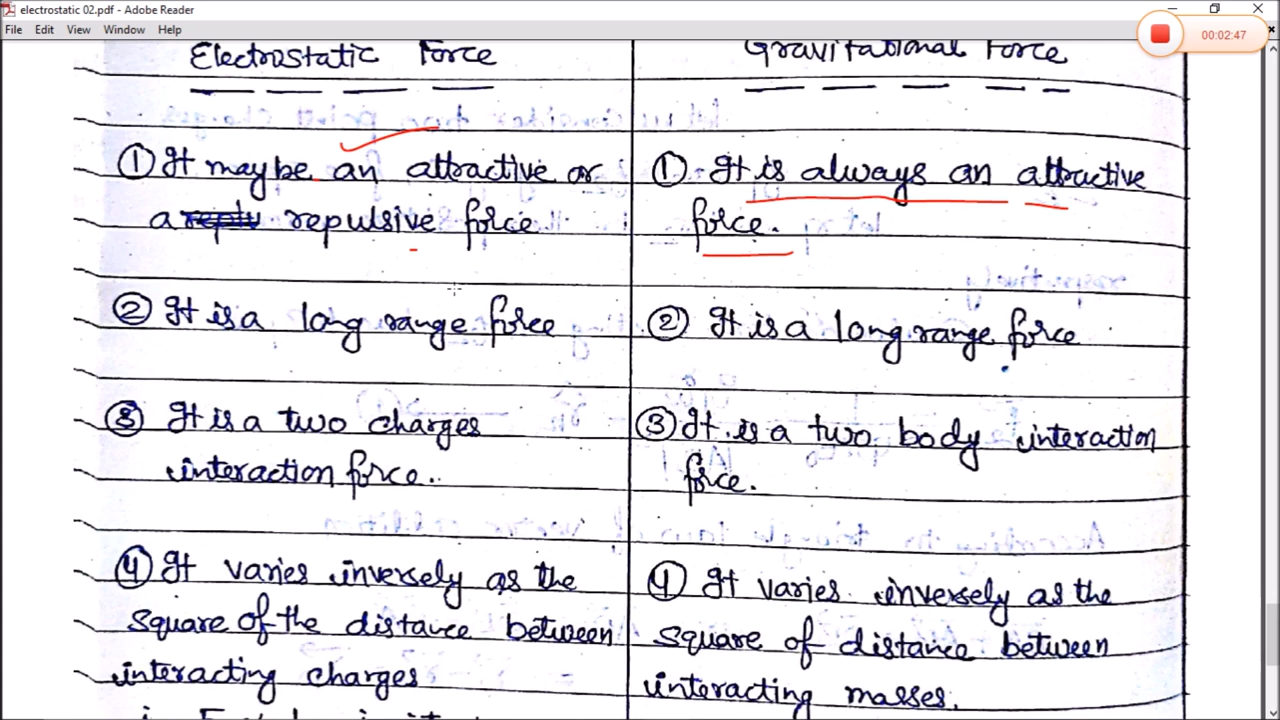 electrostatic 02.pdf - Adobe Reader
File Edit View Window Help
00:02:47
Electrostatic Force
Gravitational Force
① It may be an attractive or
a repulsive force
② It is a long range force
③ It is a two charges
interaction force.
④ It varies inversely as the
square of the distance between
interacting charges
① It is always an attractive
force.
② It is a long range force
③ It is a two body interaction
force.
④ It varies inversely as the
square of distance between
interacting masses.